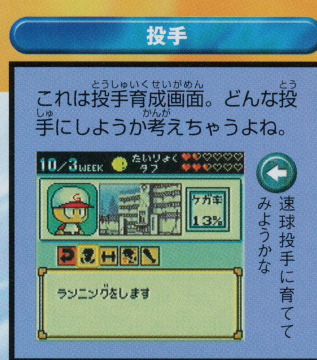 投手
これは投手育成画面。どんな投
手にしようか考えちゃうよね。
10/3WEEK たいりょく
タフ
ケガ率
13%
ランニングをします
速球投手に育てて
みようかな